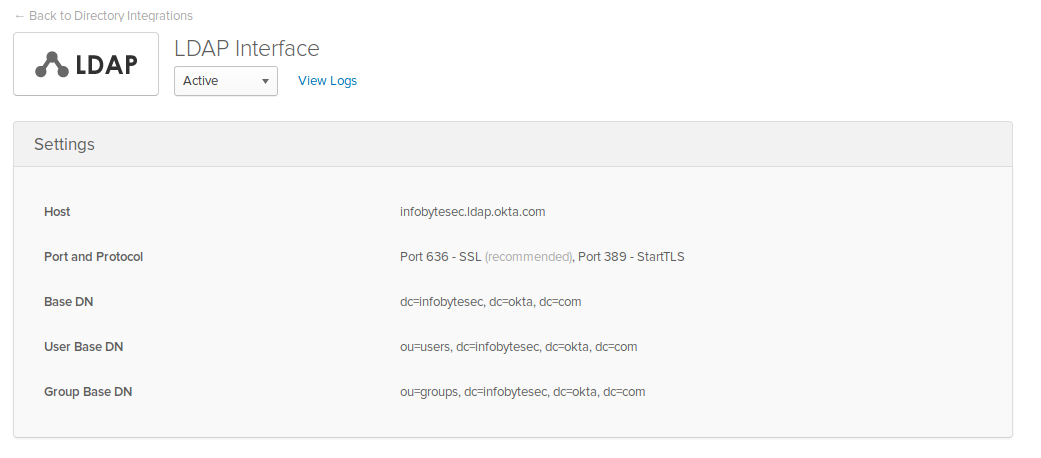 ← Back to Directory Integrations
LDAP
LDAP Interface
Active
View Logs
Settings
Host infobytesec.ldap.okta.com
Port and Protocol Port 636 - SSL (recommended), Port 389 - StartTLS
Base DN dc=infobytesec, dc=okta, dc=com
User Base DN ou=users, dc=infobytesec, dc=okta, dc=com
Group Base DN ou=groups, dc=infobytesec, dc=okta, dc=com